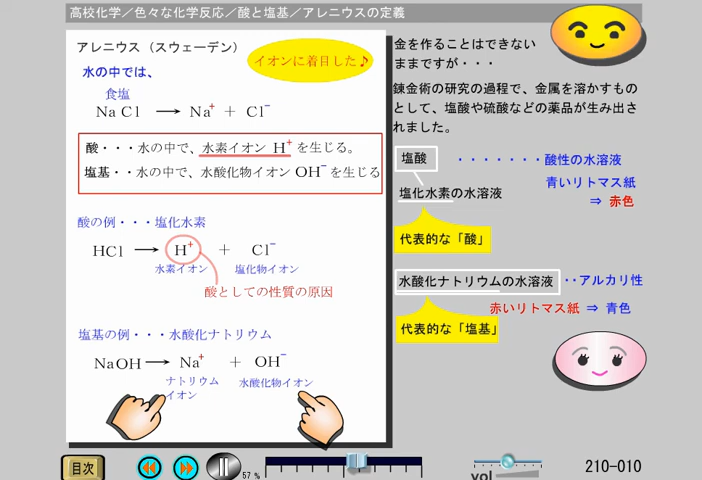 高校化学／色々な化学反応／酸と塩基／アレニウスの定義
アレニウス（スウェーデン）
イオンに着目した♪
水の中では、
食塩
NaCl → Na⁺ + Cl⁻
酸・・・水の中で、水素イオン H⁺ を生じる。
塩基・・水の中で、水酸化物イオン OH⁻ を生じる
酸の例・・・塩化水素
HCl → H⁺ + Cl⁻
水素イオン 塩化物イオン
酸としての性質の原因
塩基の例・・・水酸化ナトリウム
NaOH → Na⁺ + OH⁻
ナトリウム
イオン
水酸化物イオン
金を作ることはできない
ままですが・・・
錬金術の研究の過程で、金属を溶かすもの
として、塩酸や硫酸などの薬品が生み出さ
れました。
塩酸 ・・・・・・・酸性の水溶液
青いリトマス紙
⇒ 赤色
塩化水素の水溶液
代表的な「酸」
水酸化ナトリウムの水溶液 ・・アルカリ性
赤いリトマス紙 ⇒ 青色
代表的な「塩基」
目次
57 %
vol
210-010